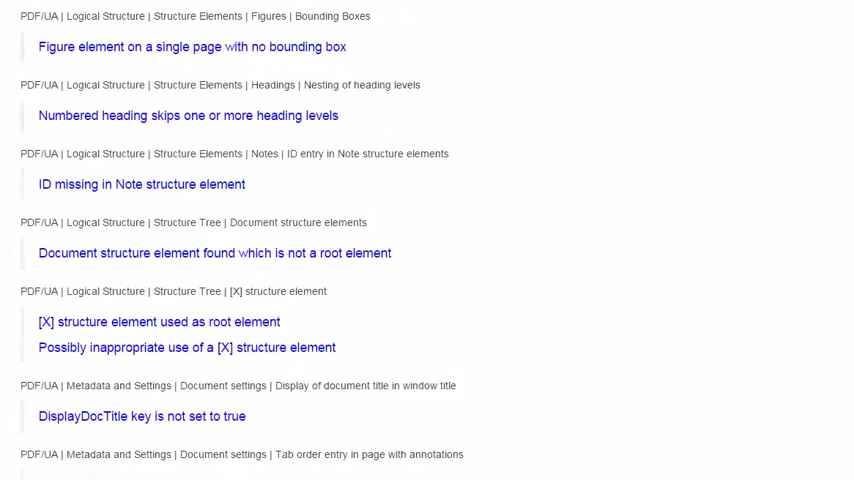 PDF/UA | Logical Structure | Structure Elements | Figures | Bounding Boxes
Figure element on a single page with no bounding box
PDF/UA | Logical Structure | Structure Elements | Headings | Nesting of heading levels
Numbered heading skips one or more heading levels
PDF/UA | Logical Structure | Structure Elements | Notes | ID entry in Note structure elements
ID missing in Note structure element
PDF/UA | Logical Structure | Structure Tree | Document structure elements
Document structure element found which is not a root element
PDF/UA | Logical Structure | Structure Tree | [X] structure element
[X] structure element used as root element
Possibly inappropriate use of a [X] structure element
PDF/UA | Metadata and Settings | Document settings | Display of document title in window title
DisplayDocTitle key is not set to true
PDF/UA | Metadata and Settings | Document settings | Tab order entry in page with annotations